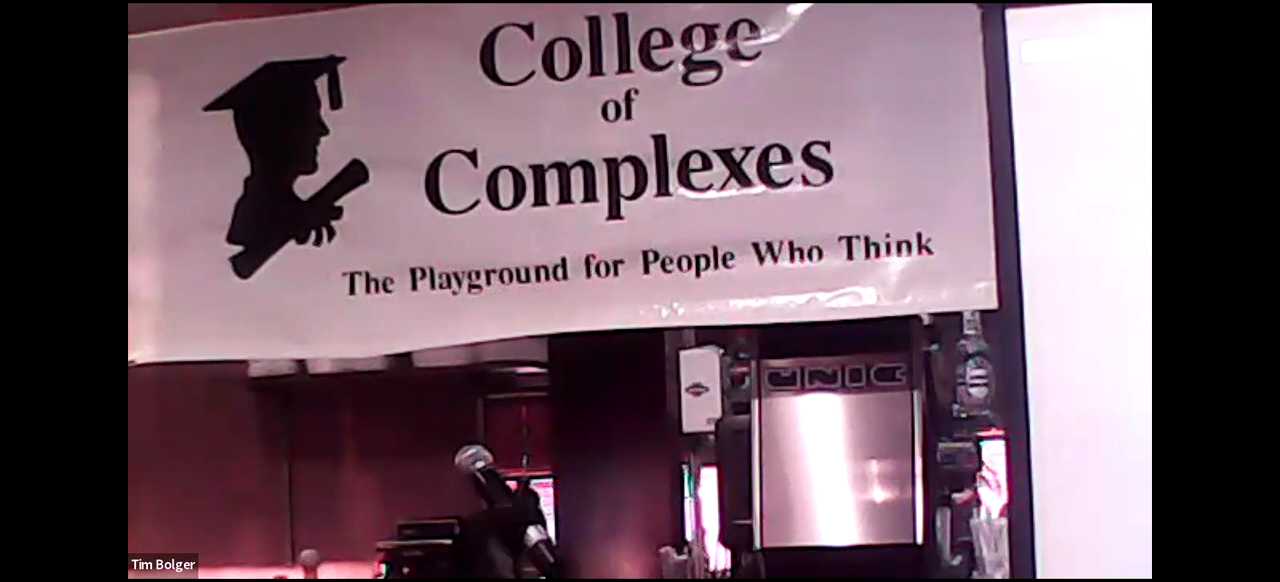 College
of
Complexes
The Playground for People Who Think
UNIC
Tim Bolger